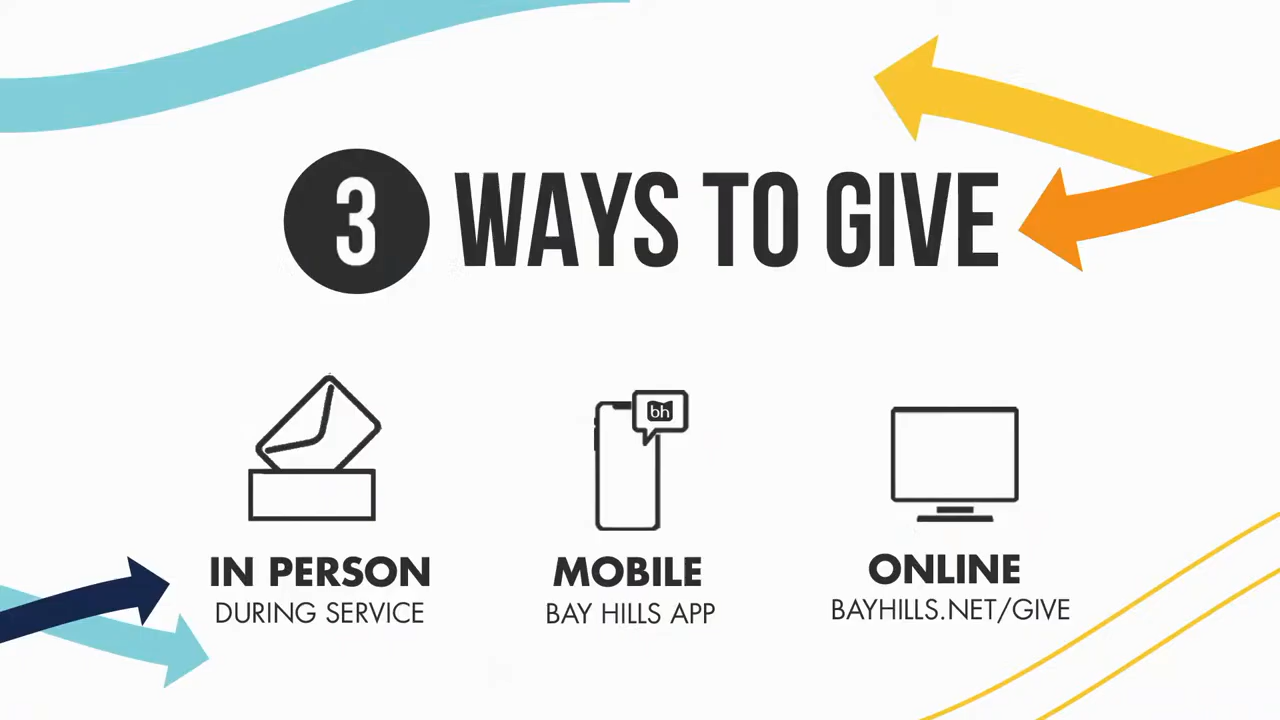 3 WAYS TO GIVE
bh
IN PERSON
DURING SERVICE
MOBILE
BAY HILLS APP
ONLINE
BAYHILLS.NET/GIVE